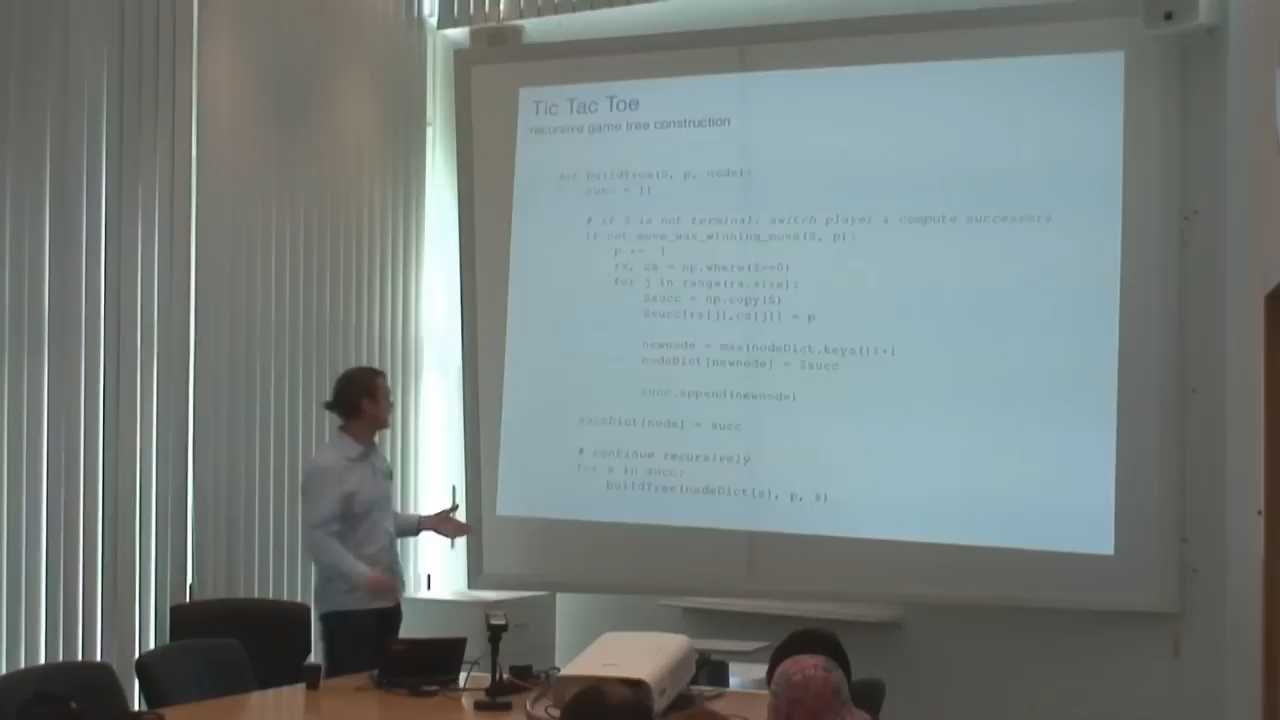 Tic Tac Toe
recursive game tree construction
def buildTree(S, p, node):
succ = []
# if S is not terminal: switch player & compute successors
if not move_was_winning_move(S, p):
p *= -1
rs, cs = np.where(S==0)
for j in range(rs.size):
Ssucc = np.copy(S)
Ssucc[rs[j],cs[j]] = p
newnode = max(nodeDict.keys())+1
nodeDict[newnode] = Ssucc
succ.append(newnode)
succDict[node] = succ
# continue recursively
for s in succ:
buildTree(nodeDict[s], p, s)